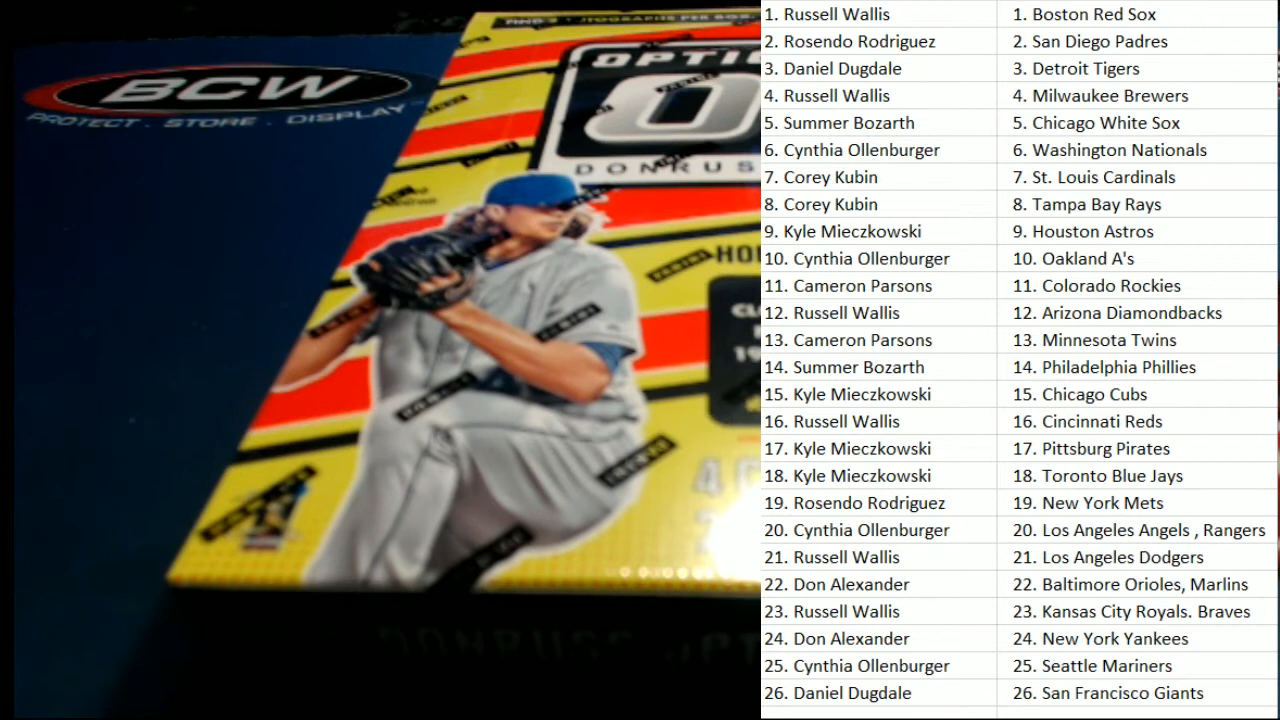 BCW
PROTECT . STORE . DISPLAY
OPTIC
DONRUSS
PANINI
1. Russell Wallis 1. Boston Red Sox
2. Rosendo Rodriguez 2. San Diego Padres
3. Daniel Dugdale 3. Detroit Tigers
4. Russell Wallis 4. Milwaukee Brewers
5. Summer Bozarth 5. Chicago White Sox
6. Cynthia Ollenburger 6. Washington Nationals
7. Corey Kubin 7. St. Louis Cardinals
8. Corey Kubin 8. Tampa Bay Rays
9. Kyle Mieczkowski 9. Houston Astros
10. Cynthia Ollenburger 10. Oakland A's
11. Cameron Parsons 11. Colorado Rockies
12. Russell Wallis 12. Arizona Diamondbacks
13. Cameron Parsons 13. Minnesota Twins
14. Summer Bozarth 14. Philadelphia Phillies
15. Kyle Mieczkowski 15. Chicago Cubs
16. Russell Wallis 16. Cincinnati Reds
17. Kyle Mieczkowski 17. Pittsburg Pirates
18. Kyle Mieczkowski 18. Toronto Blue Jays
19. Rosendo Rodriguez 19. New York Mets
20. Cynthia Ollenburger 20. Los Angeles Angels , Rangers
21. Russell Wallis 21. Los Angeles Dodgers
22. Don Alexander 22. Baltimore Orioles, Marlins
23. Russell Wallis 23. Kansas City Royals. Braves
24. Don Alexander 24. New York Yankees
25. Cynthia Ollenburger 25. Seattle Mariners
26. Daniel Dugdale 26. San Francisco Giants